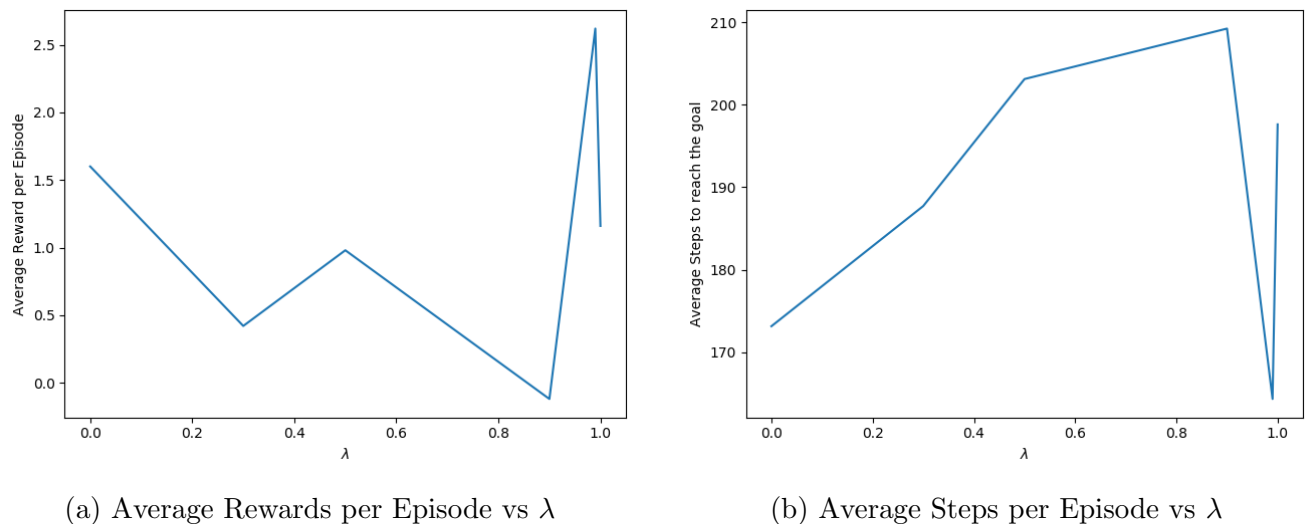 Average Reward per Episode
2.5
2.0
1.5
1.0
0.5
0.0
0.0 0.2 0.4 0.6 0.8 1.0
λ
(a) Average Rewards per Episode vs λ
Average Steps to reach the goal
210
200
190
180
170
0.0 0.2 0.4 0.6 0.8 1.0
λ
(b) Average Steps per Episode vs λ